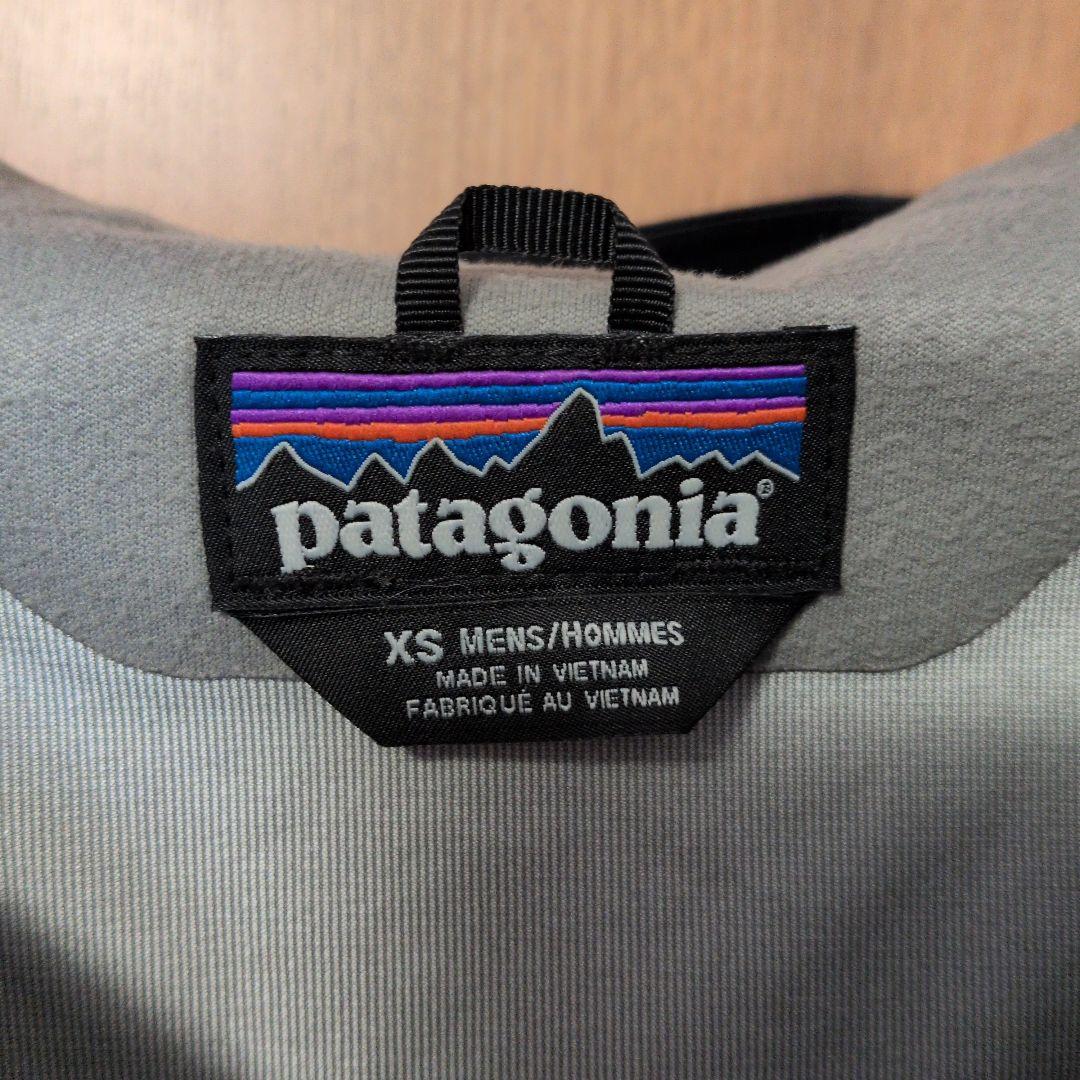 patagonia®
XS MENS/HOMMES
MADE IN VIETNAM
FABRIQUÉ AU VIETNAM